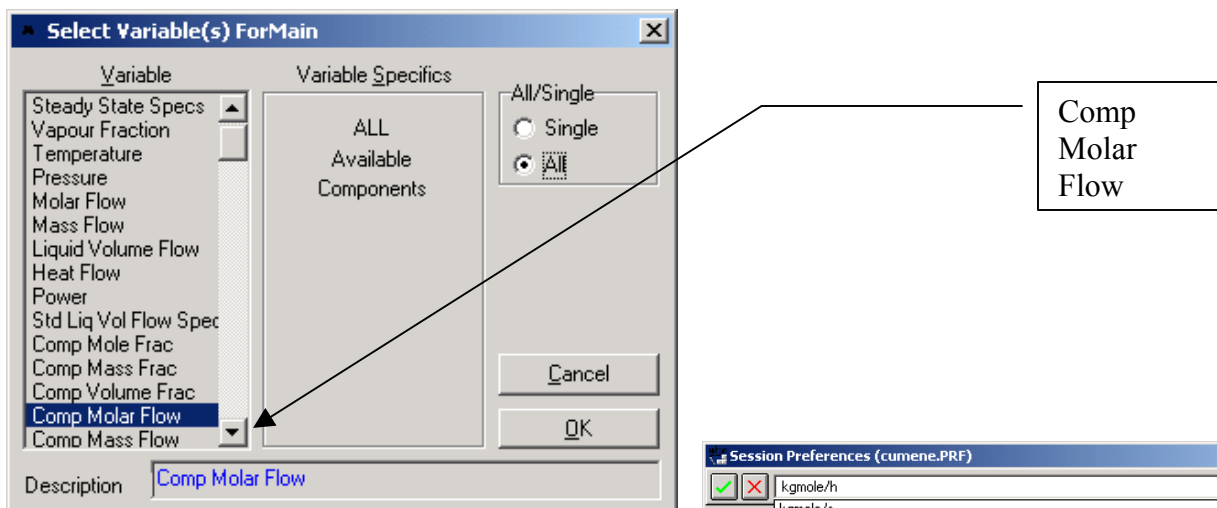 Select Variable(s) ForMain
Variable
Steady State Specs
Vapour Fraction
Temperature
Pressure
Molar Flow
Mass Flow
Liquid Volume Flow
Heat Flow
Power
Std Liq Vol Flow Spec
Comp Mole Frac
Comp Mass Frac
Comp Volume Frac
Comp Molar Flow
Comp Mass Flow
Variable Specifics
ALL
Available
Components
All/Single
Single
All
Cancel
OK
Description Comp Molar Flow
Comp
Molar
Flow
Session Preferences (cumene.PRF)
kgmole/h